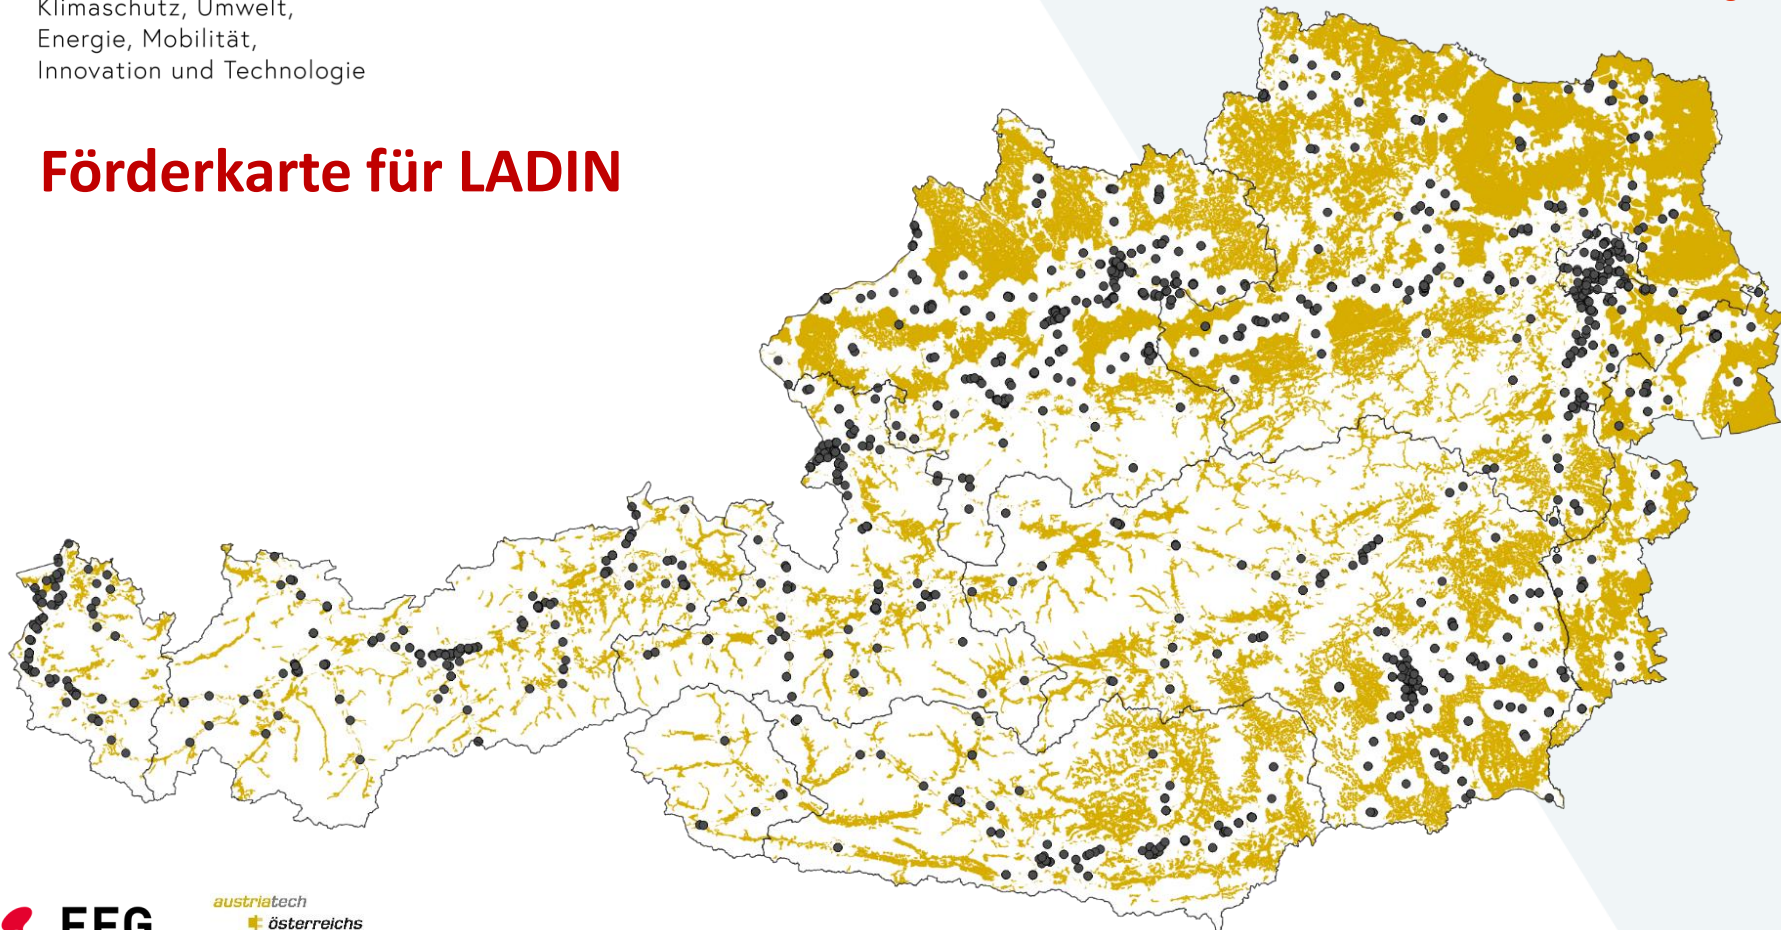 Klimaschutz, Umwelt,
Energie, Mobilität,
Innovation und Technologie
Förderkarte für LADIN
FFG
austriatech
österreichs